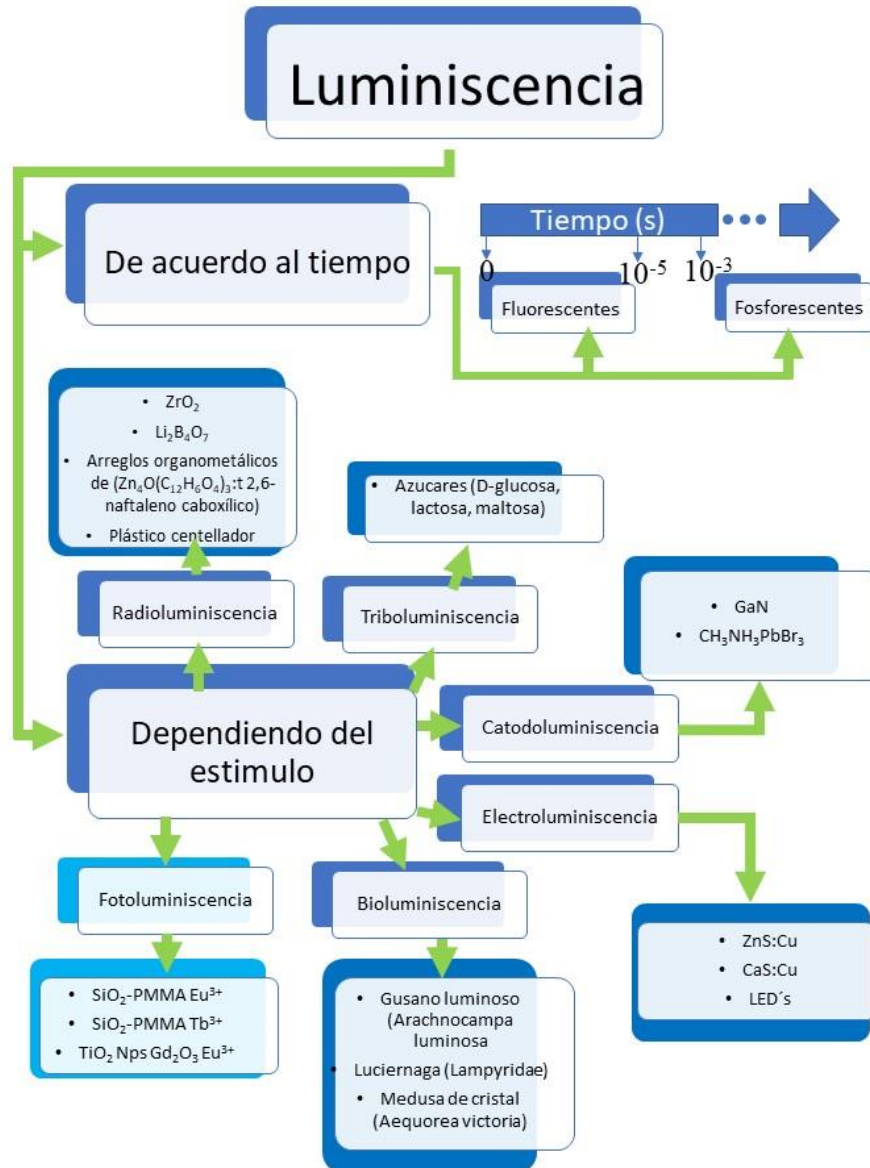 Luminiscencia
De acuerdo al tiempo
Tiempo (s)
0
10⁻⁵
10⁻³
Fluorescentes
Fosforescentes
• ZrO₂
• Li₂B₄O₇
• Arreglos organometálicos
de (Zn₄O(C₁₂H₆O₄)₃:t 2,6-
naftaleno caboxílico)
• Plástico centellador
• Azucares (D-glucosa,
lactosa, maltosa)
Radioluminiscencia
Triboluminiscencia
• GaN
• CH₃NH₃PbBr₃
Dependiendo del
estimulo
Catodoluminiscencia
Electroluminiscencia
Fotoluminiscencia
Bioluminiscencia
• SiO₂-PMMA Eu³⁺
• SiO₂-PMMA Tb³⁺
• TiO₂ Nps Gd₂O₃ Eu³⁺
• Gusano luminoso
(Arachnocampa
luminosa
• Luciernaga (Lampyridae)
• Medusa de cristal
(Aequorea victoria)
• ZnS:Cu
• CaS:Cu
• LED´s